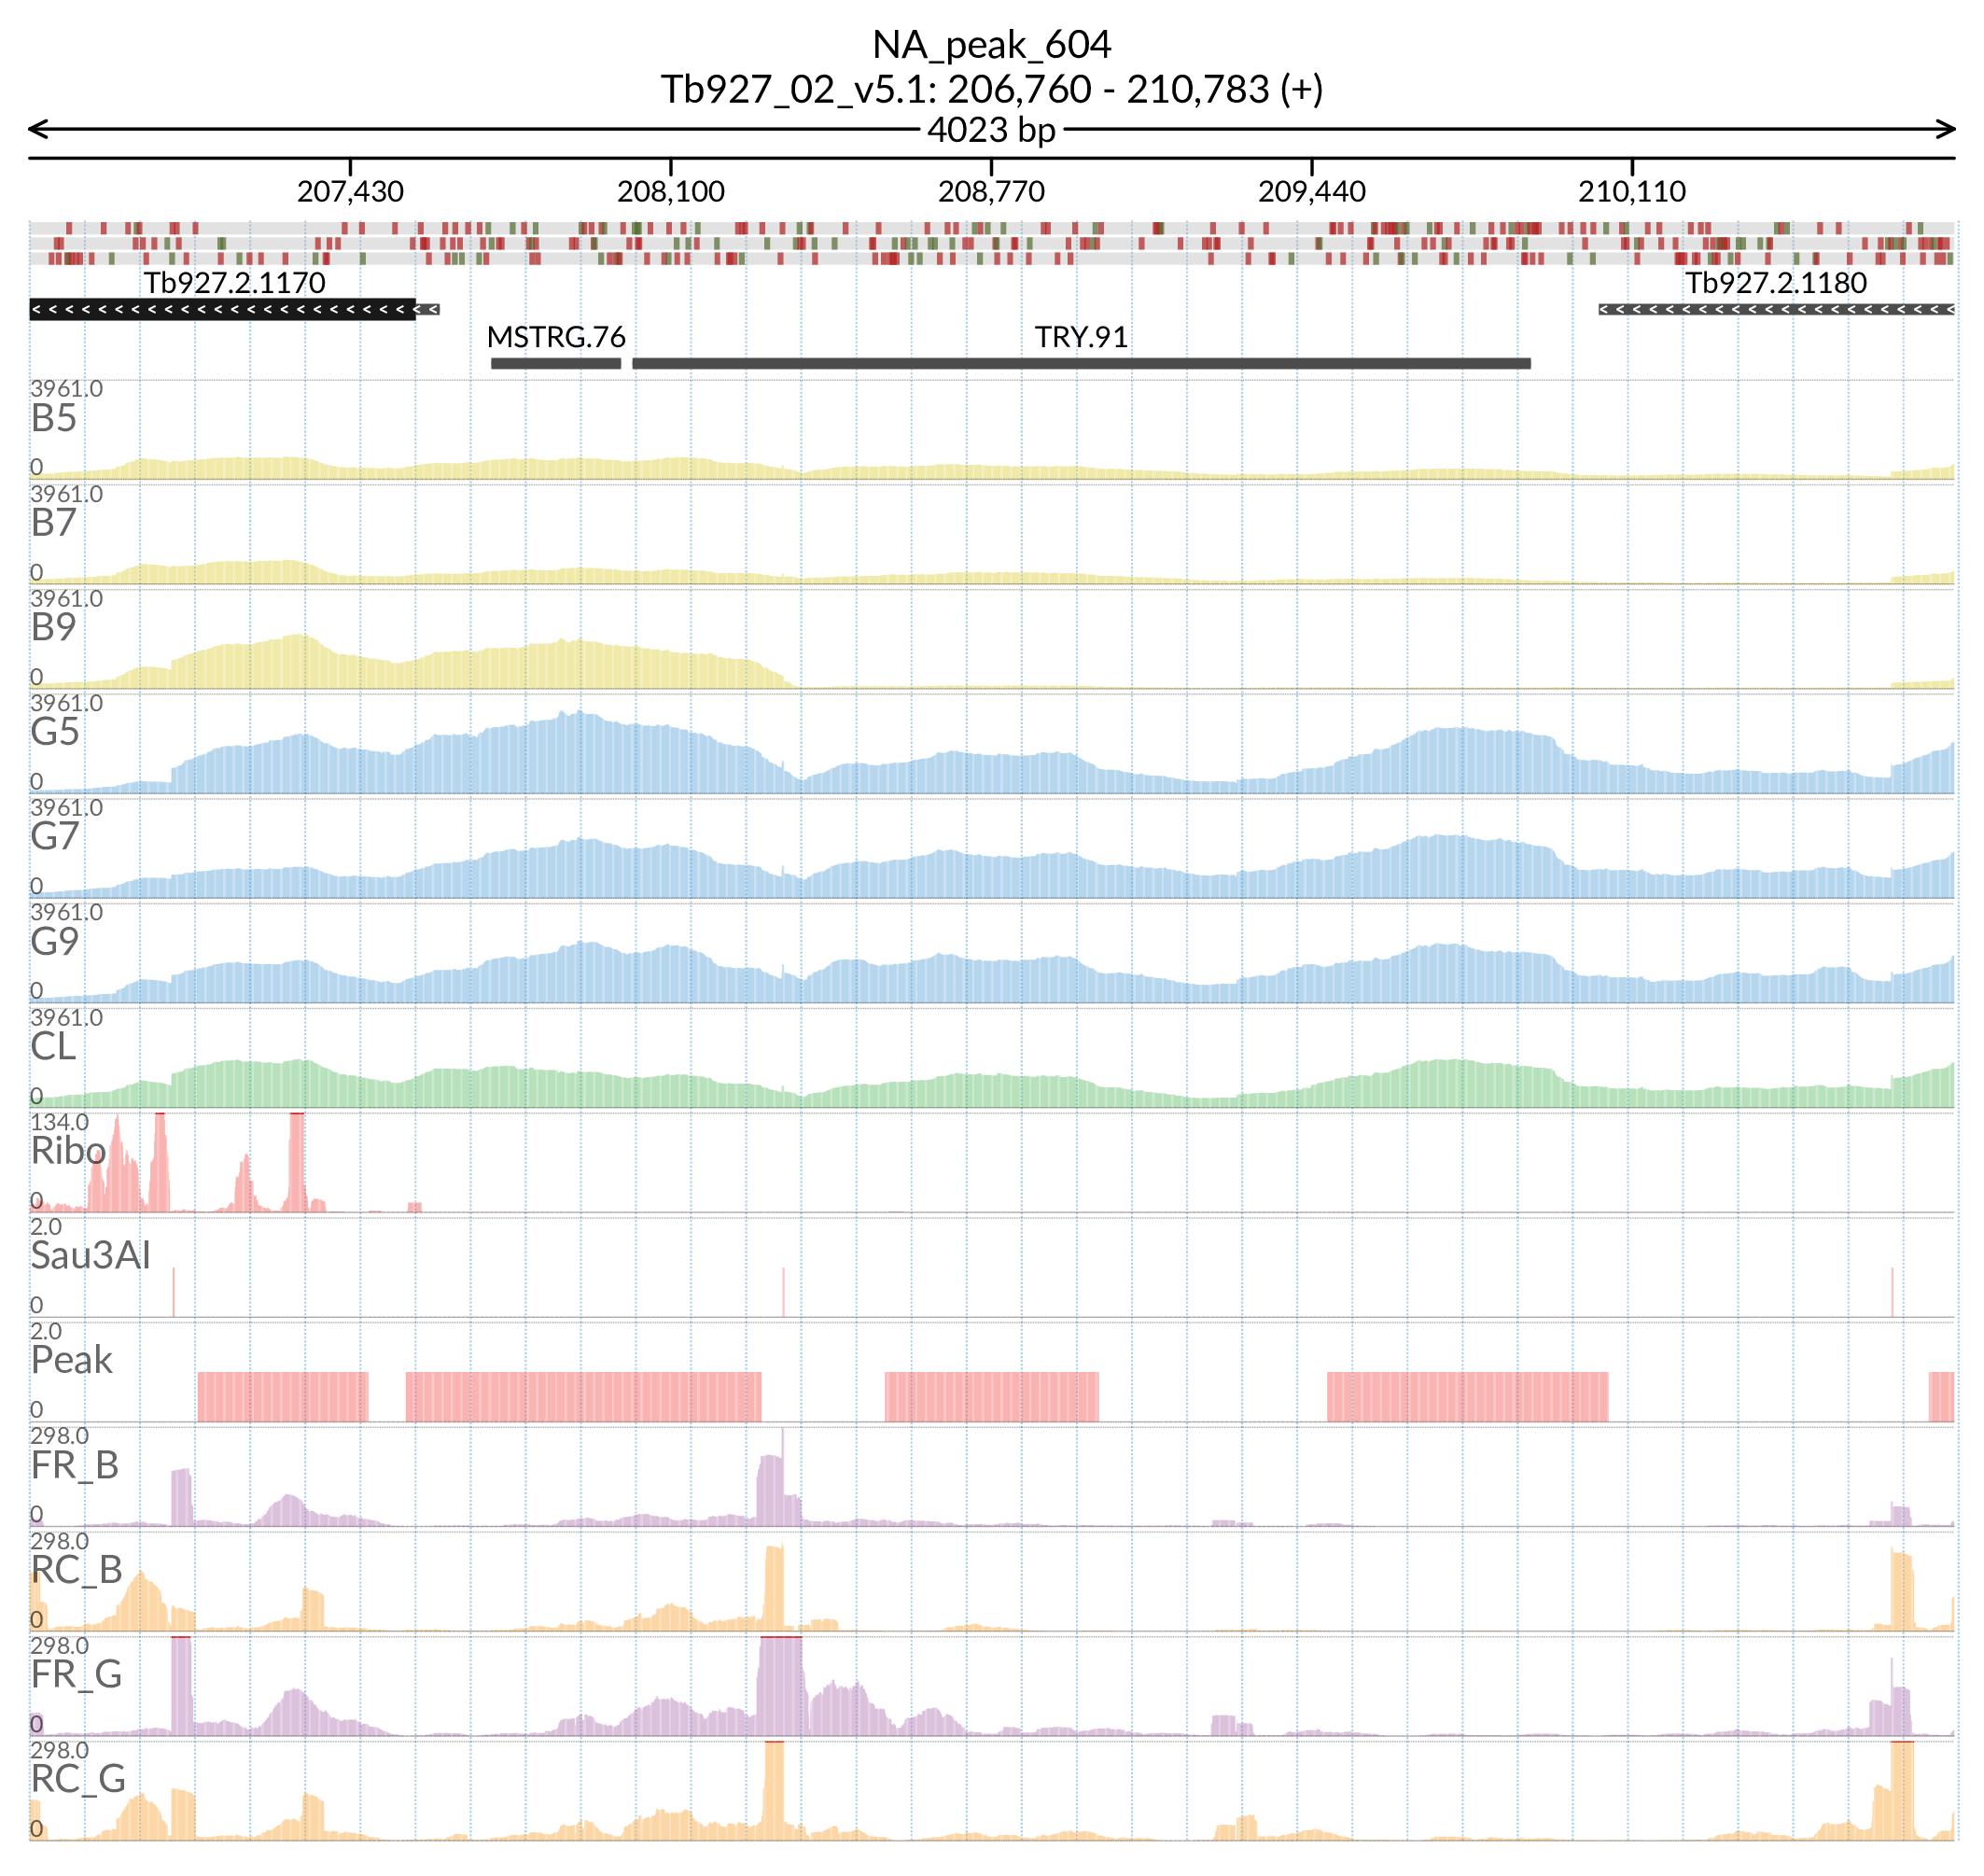 NA_peak_604
Tb927_02_v5.1: 206,760 - 210,783 (+)
4023 bp
207,430 208,100 208,770 209,440 210,110
Tb927.2.1170 Tb927.2.1180
MSTRG.76 TRY.91
3961.0
B5
0
3961.0
B7
0
3961.0
B9
0
3961.0
G5
0
3961.0
G7
0
3961.0
G9
0
3961.0
CL
0
134.0
Ribo
0
2.0
Sau3AI
0
2.0
Peak
0
298.0
FR_B
0
298.0
RC_B
0
298.0
FR_G
0
298.0
RC_G
0